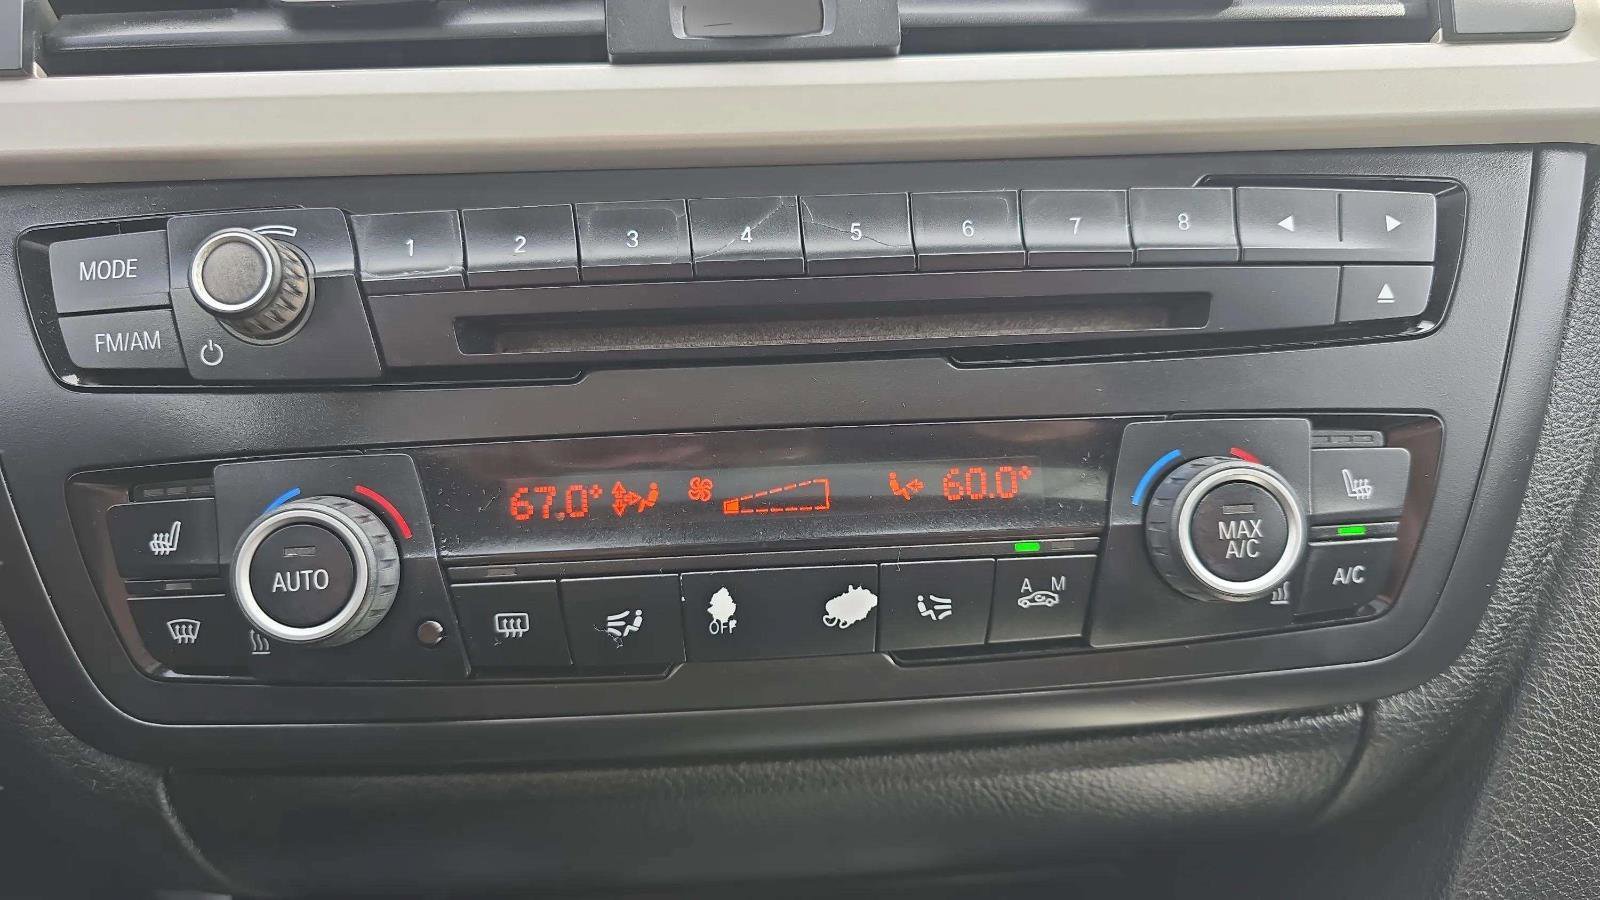 MODE
FM/AM
1 2 3 4 5 6 7 8
67.0° 60.0°
AUTO
OFF
A M
MAX
A/C
A/C